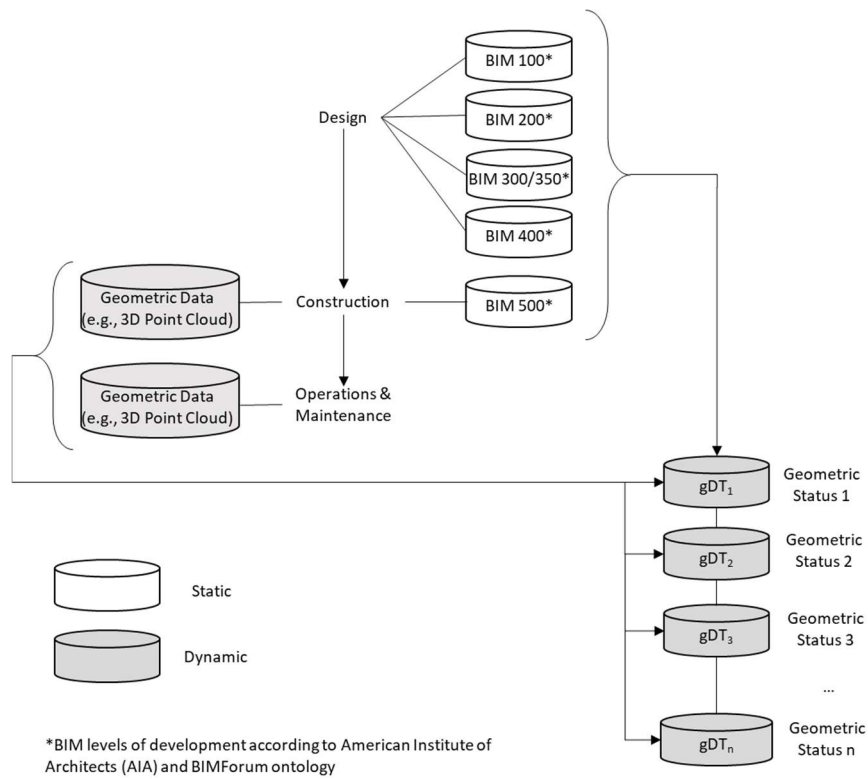 BIM 100*
Design
BIM 200*
BIM 300/350*
BIM 400*
Geometric Data
(e.g., 3D Point Cloud)
Construction
BIM 500*
Geometric Data
(e.g., 3D Point Cloud)
Operations &
Maintenance
gDT₁
Geometric
Status 1
gDT₂
Geometric
Status 2
Static
gDT₃
Geometric
Status 3
Dynamic
...
gDTₙ
Geometric
Status n
*BIM levels of development according to American Institute of
Architects (AIA) and BIMForum ontology